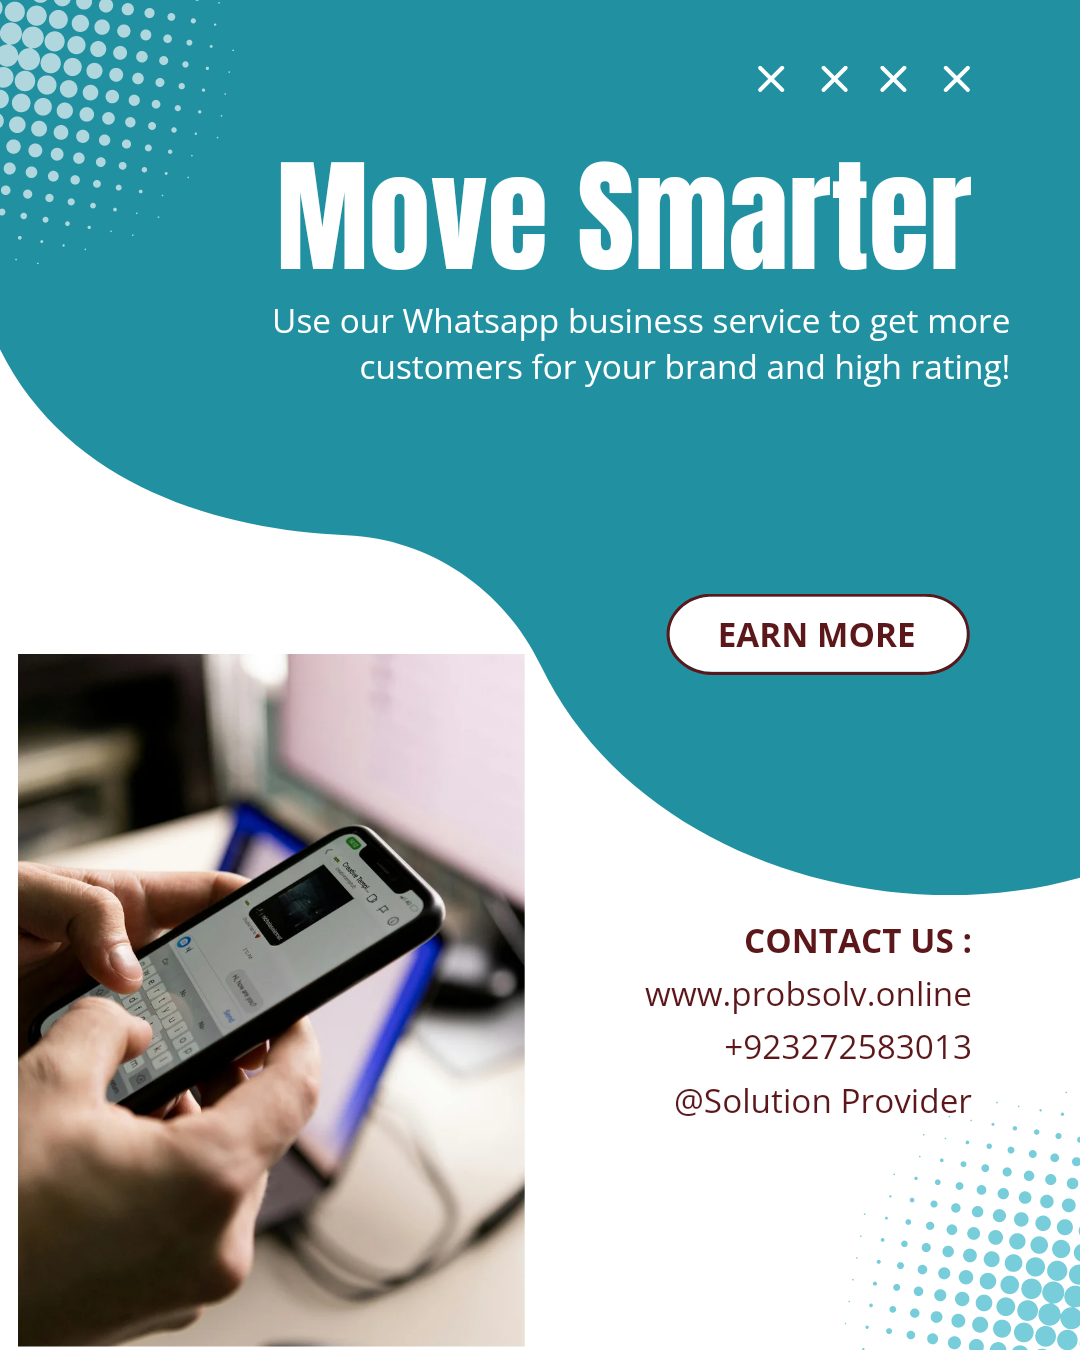 Move Smarter
Use our Whatsapp business service to get more
customers for your brand and high rating!
EARN MORE
CONTACT US :
www.probsolv.online
+923272583013
@Solution Provider
Send